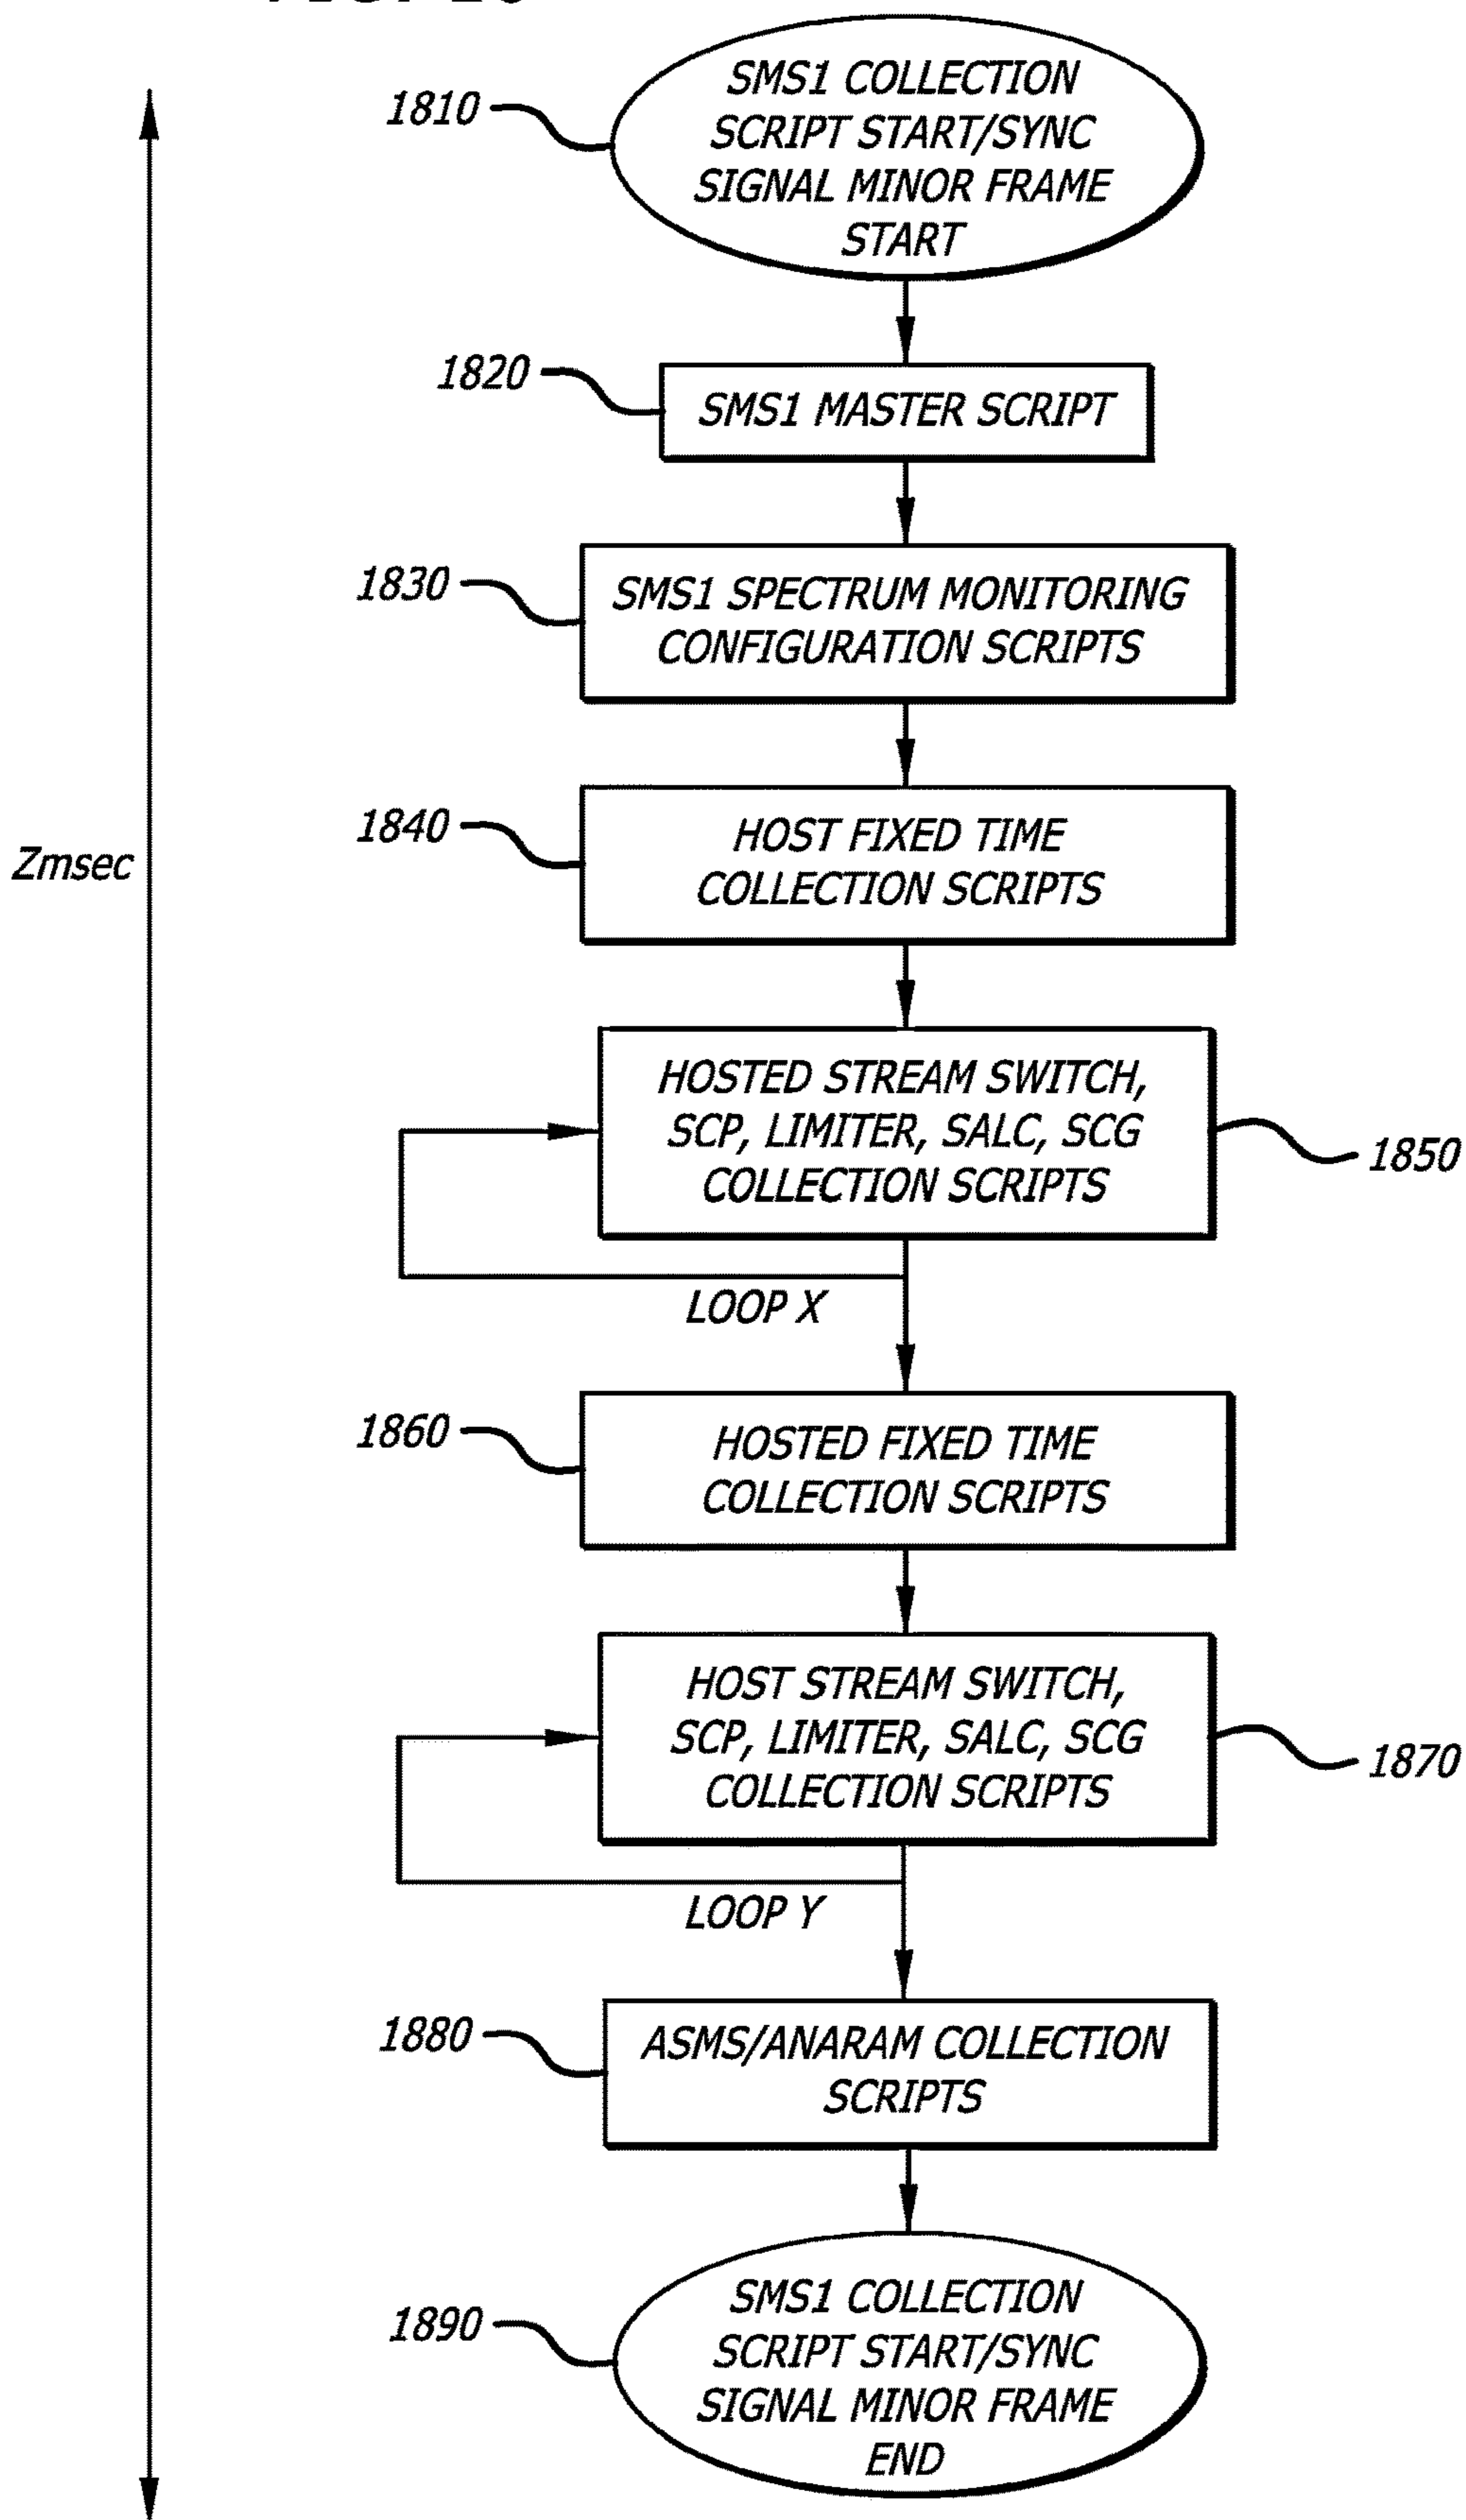 1810
SMS1 COLLECTION
SCRIPT START/SYNC
SIGNAL MINOR FRAME
START
1820
SMS1 MASTER SCRIPT
1830
SMS1 SPECTRUM MONITORING
CONFIGURATION SCRIPTS
Zmsec
1840
HOST FIXED TIME
COLLECTION SCRIPTS
HOSTED STREAM SWITCH,
SCP, LIMITER, SALC, SCG
COLLECTION SCRIPTS
1850
LOOP X
1860
HOSTED FIXED TIME
COLLECTION SCRIPTS
HOST STREAM SWITCH,
SCP, LIMITER, SALC, SCG
COLLECTION SCRIPTS
1870
LOOP Y
1880
ASMS/ANARAM COLLECTION
SCRIPTS
1890
SMS1 COLLECTION
SCRIPT START/SYNC
SIGNAL MINOR FRAME
END